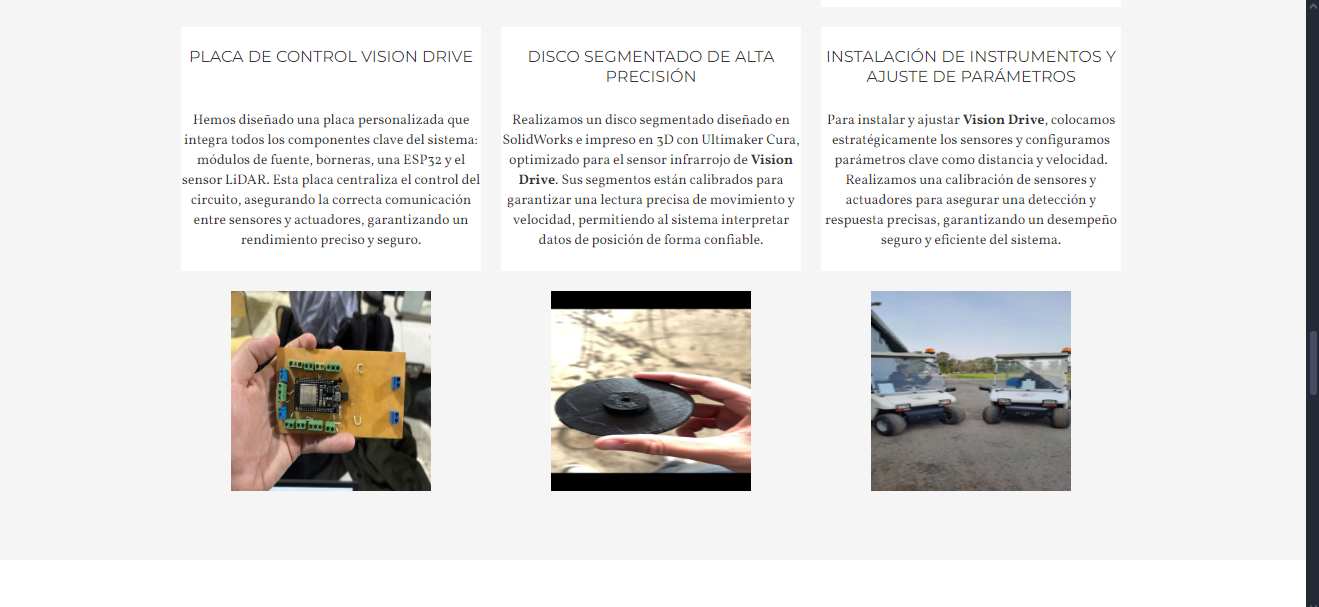 PLACA DE CONTROL VISION DRIVE
Hemos diseñado una placa personalizada que
integra todos los componentes clave del sistema:
módulos de fuente, borneras, una ESP32 y el
sensor LiDAR. Esta placa centraliza el control del
circuito, asegurando la correcta comunicación
entre sensores y actuadores, garantizando un
rendimiento preciso y seguro.
DISCO SEGMENTADO DE ALTA
PRECISIÓN
Realizamos un disco segmentado diseñado en
SolidWorks e impreso en 3D con Ultimaker Cura,
optimizado para el sensor infrarrojo de Vision
Drive. Sus segmentos están calibrados para
garantizar una lectura precisa de movimiento y
velocidad, permitiendo al sistema interpretar
datos de posición de forma confiable.
INSTALACIÓN DE INSTRUMENTOS Y
AJUSTE DE PARÁMETROS
Para instalar y ajustar Vision Drive, colocamos
estratégicamente los sensores y configuramos
parámetros clave como distancia y velocidad.
Realizamos una calibración de sensores y
actuadores para asegurar una detección y
respuesta precisas, garantizando un desempeño
seguro y eficiente del sistema.